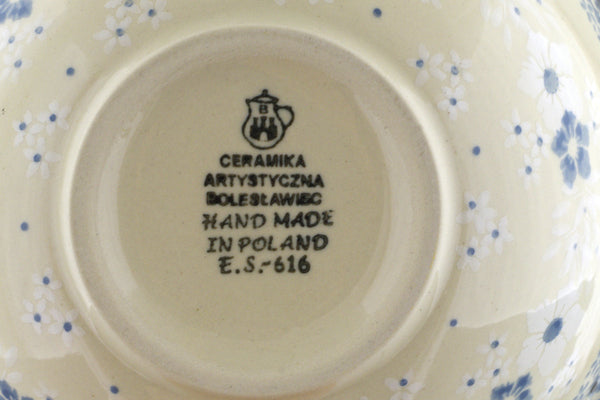 B
CERAMIKA
ARTYSTYCZNA
BOLESŁAWIEC
HAND MADE
IN POLAND
E.S.-616